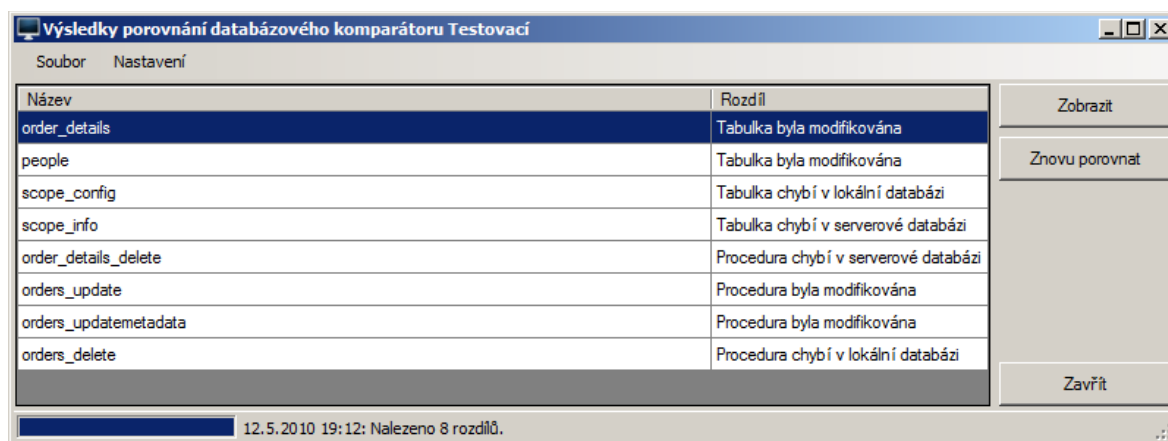 Výsledky porovnání databázového komparátoru Testovací
Soubor Nastavení
Název Rozdíl
order_details Tabulka byla modifikována
people Tabulka byla modifikována
scope_config Tabulka chybí v lokální databázi
scope_info Tabulka chybí v serverové databázi
order_details_delete Procedura chybí v serverové databázi
orders_update Procedura byla modifikována
orders_updatemetadata Procedura byla modifikována
orders_delete Procedura chybí v lokální databázi
Zobrazit
Znovu porovnat
Zavřít
12.5.2010 19:12: Nalezeno 8 rozdílů.